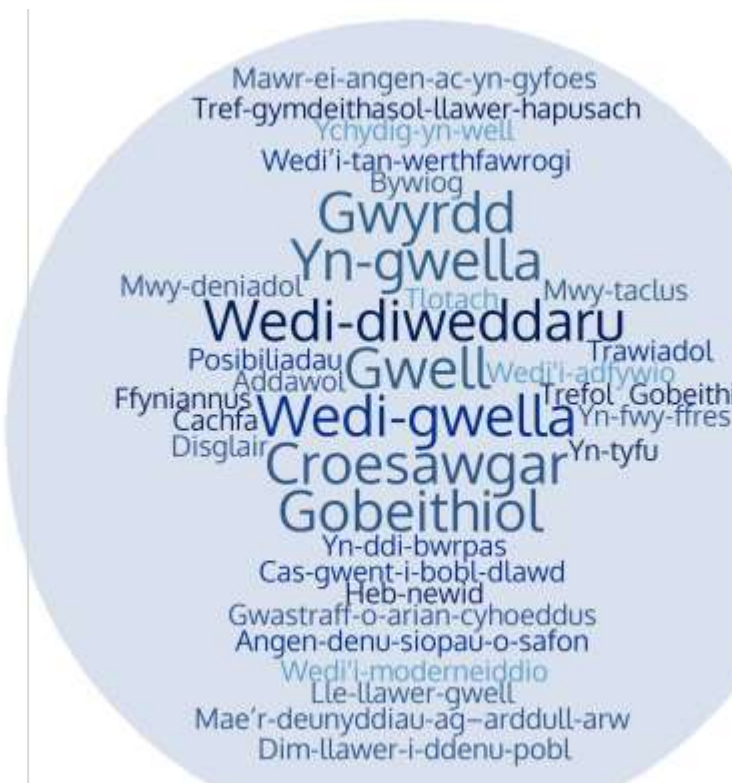 Mawr-ei-angen-ac-yn-gyfoes
Tref-gymdeithasol-llawer-hapusach
Ychydig-yn-well
Wedi'i-tan-werthfawrogi
Bywiog
Gwyrdd
Yn-gwella
Mwy-deniadol Tlotach Mwy-taclus
Wedi-diweddaru
Posibiliadau Gwell Trawiadol
Addawol Wedi'i-adfywio
Ffyniannus Trefol Gobeithi
Cachfa Wedi-gwella Yn-fwy-ffres
Disglair Croesawgar Yn-tyfu
Gobeithiol
Yn-ddi-bwrpas
Cas-gwent-i-bobl-dlawd
Heb-newid
Gwastraff-o-arian-cyhoeddus
Angen-denu-siopau-o-safon
Wedi'i-moderneiddio
Lle-llawer-gwell
Mae'r-deunyddiau-ag–arddull-arw
Dim-llawer-i-ddenu-pobl